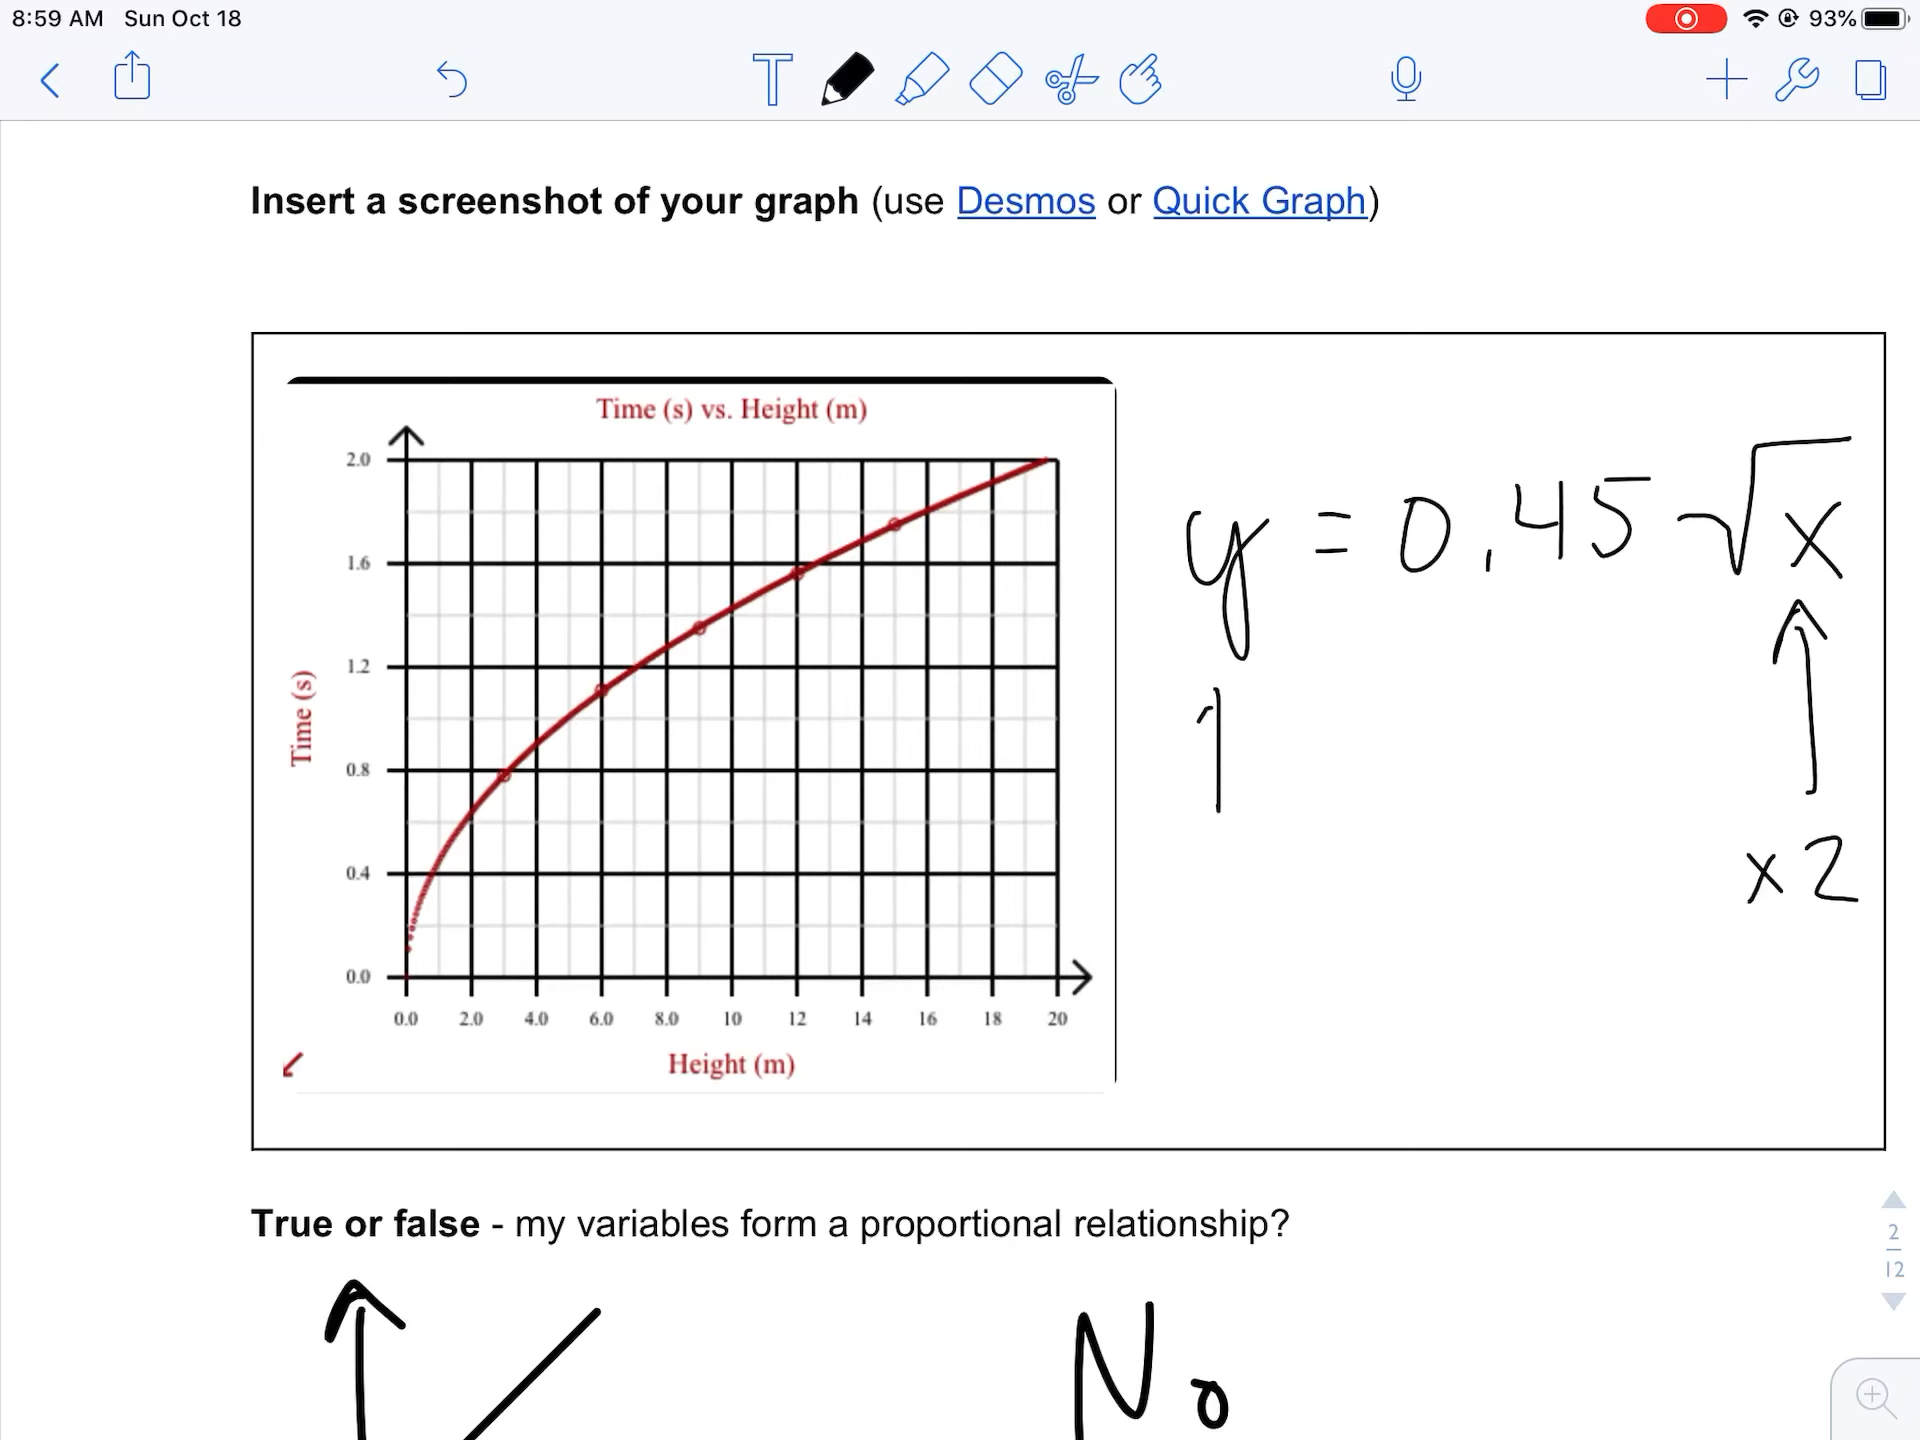 8:59 AM Sun Oct 18 93%
T
Insert a screenshot of your graph (use Desmos or Quick Graph)
Time (s) vs. Height (m)
2.0
1.6
1.2
0.8
0.4
0.0
Time (s)
0.0 2.0 4.0 6.0 8.0 10 12 14 16 18 20
Height (m)
y = 0.45 √x
x2
True or false - my variables form a proportional relationship?
No
2
12